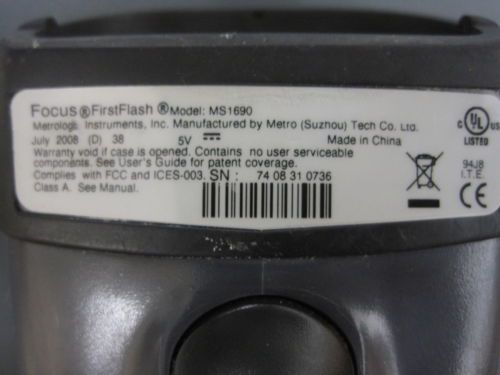 FOCUS®FirstFlash ®Model: MS1690
Metrologic Instruments, Inc. Manufactured by Metro (Suzhou) Tech Co. Ltd.
July 2008 (D) 38 5V Made in China
Warranty void if case is opened. Contains no user serviceable
components. See User's Guide for patent coverage.
Complies with FCC and ICES-003. SN : 74 08 31 0736
Class A. See Manual.
C UL US
LISTED
94J8
I.T.E.
CE